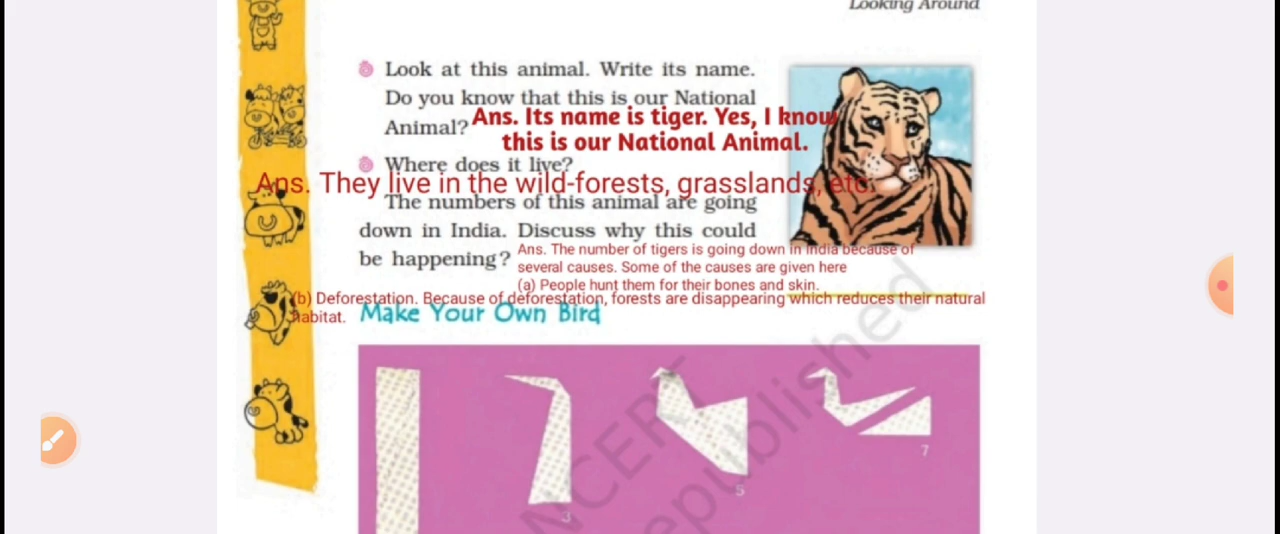 Looking Around
Look at this animal. Write its name.
Do you know that this is our National
Animal?
Ans. Its name is tiger. Yes, I know
this is our National Animal.
Where does it live?
Ans. They live in the wild-forests, grasslands, etc.
The numbers of this animal are going
down in India. Discuss why this could
be happening?
Ans. The number of tigers is going down in India because of
several causes. Some of the causes are given here
(a) People hunt them for their bones and skin.
(b) Deforestation. Because of deforestation, forests are disappearing which reduces their natural
habitat.
Make Your Own Bird
3
5
7
NCERT
republished